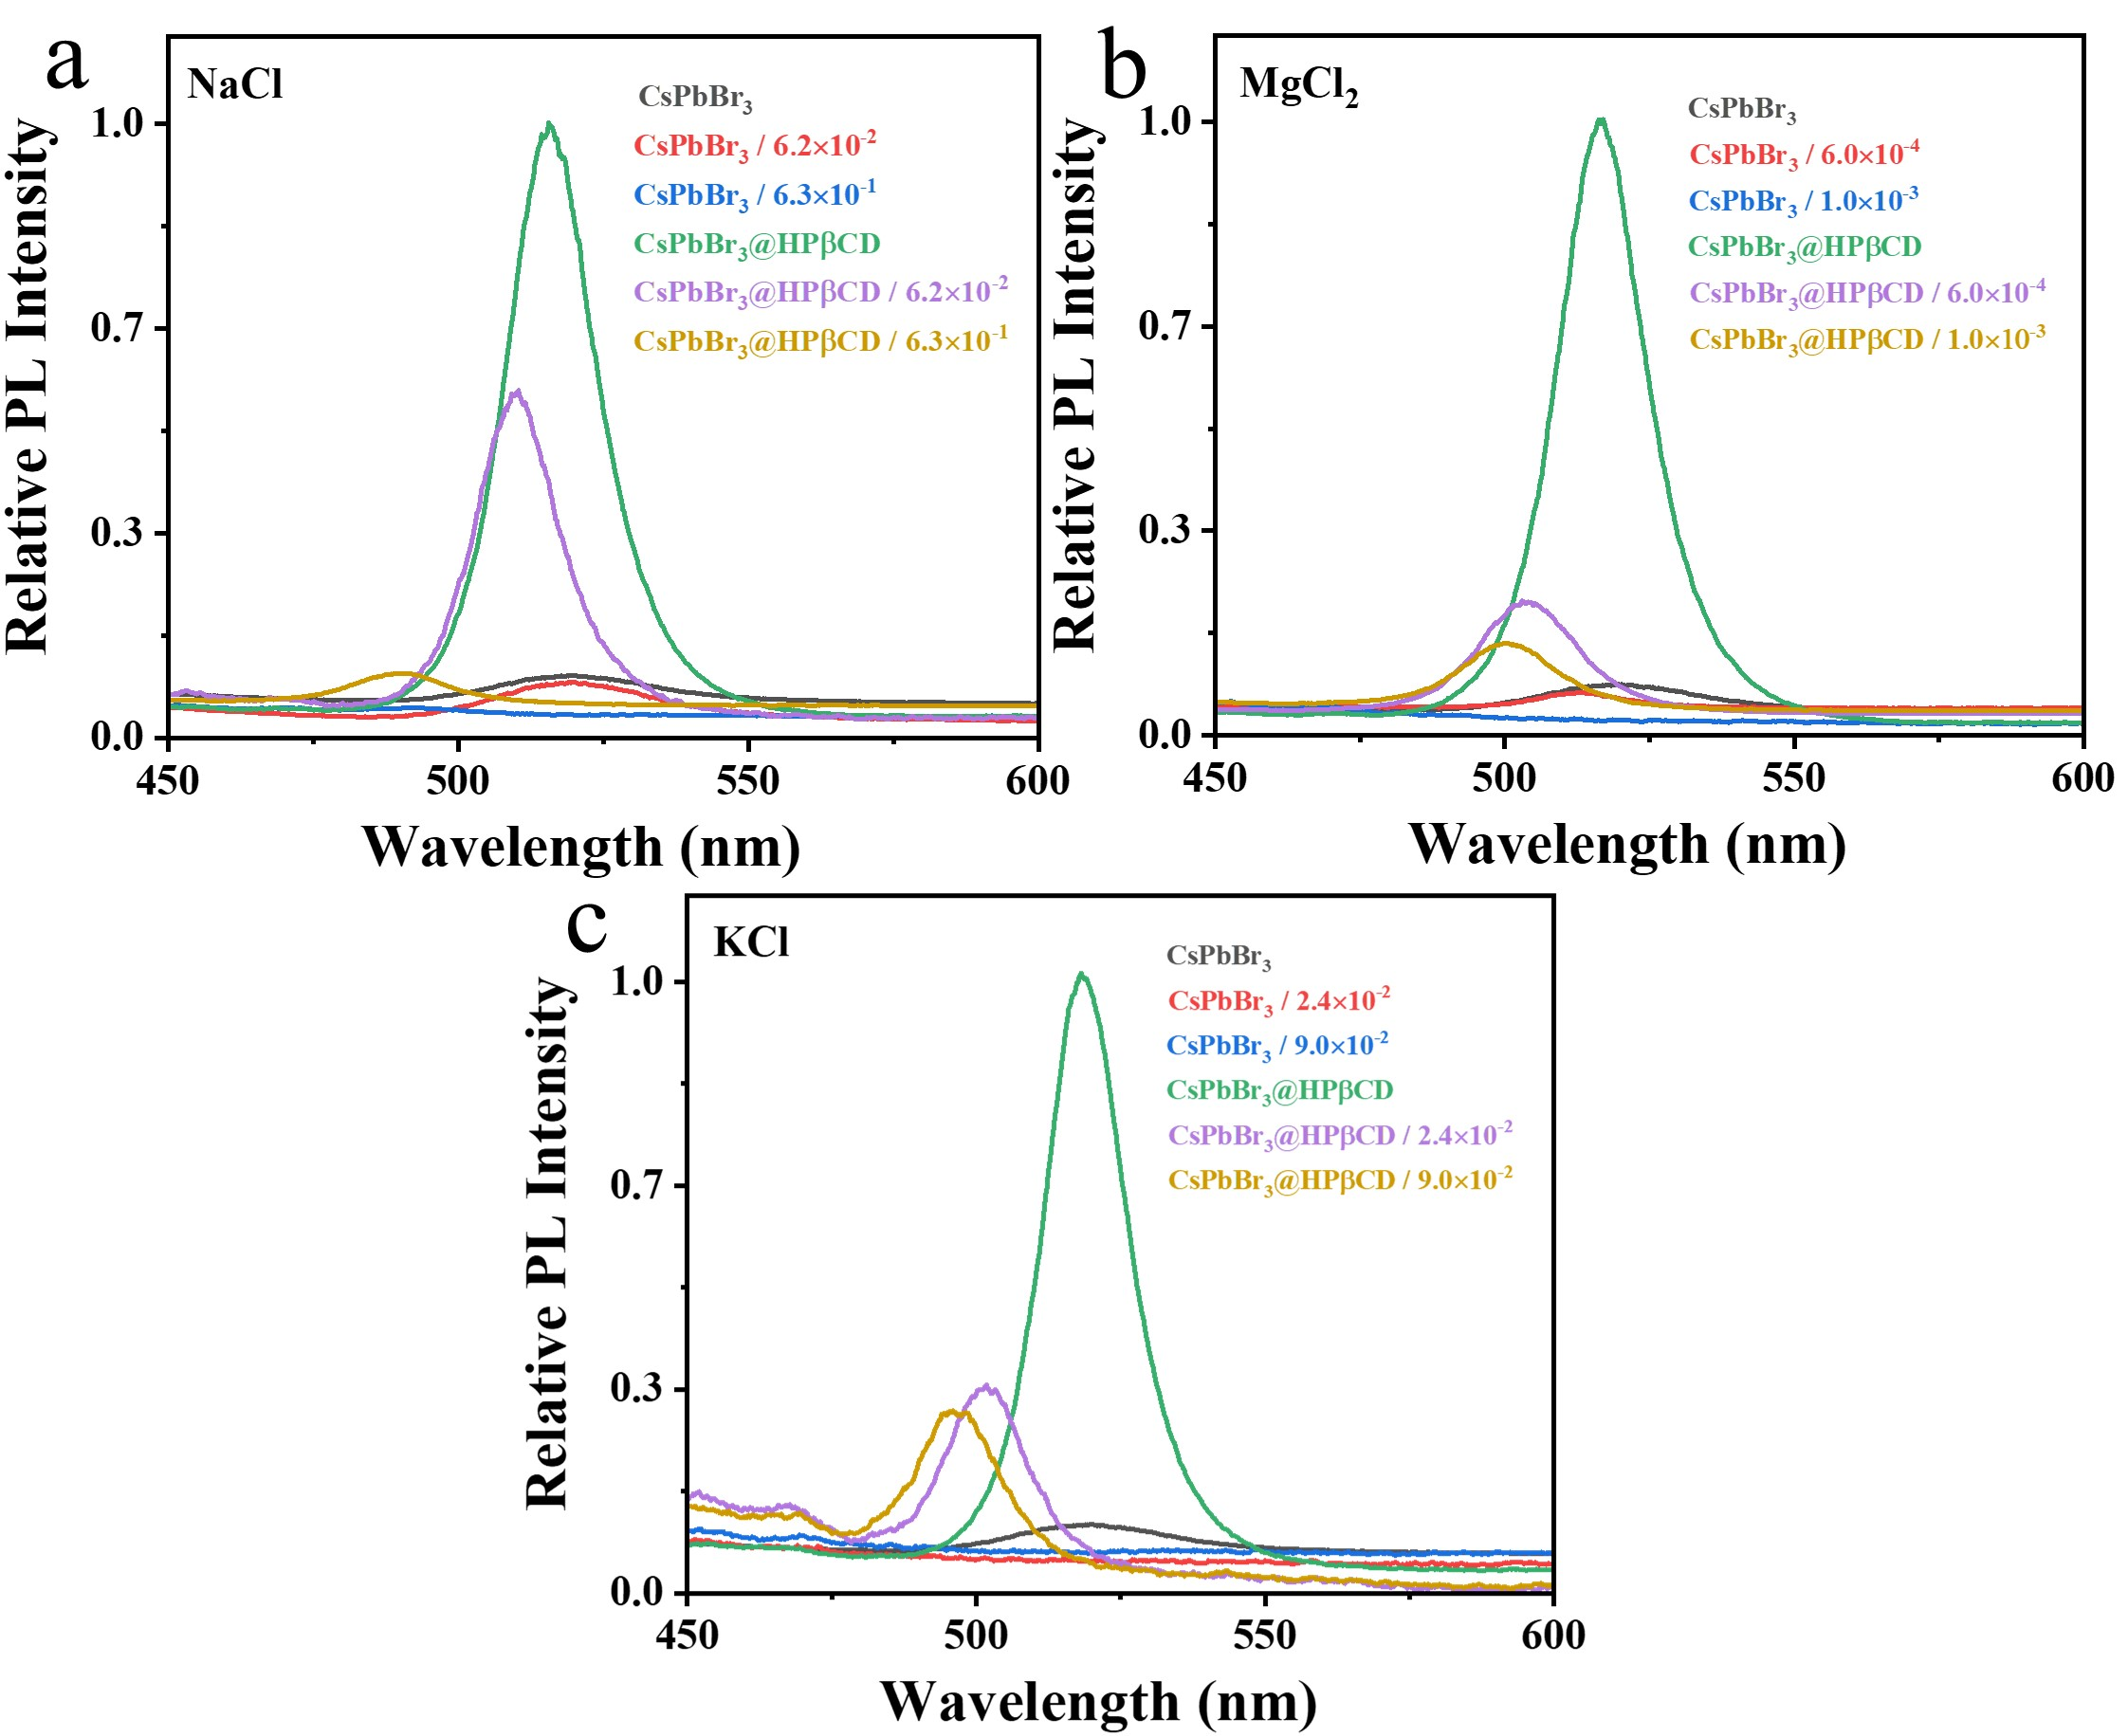 a
NaCl
CsPbBr₃
CsPbBr₃ / 6.2×10⁻²
CsPbBr₃ / 6.3×10⁻¹
CsPbBr₃@HPβCD
CsPbBr₃@HPβCD / 6.2×10⁻²
CsPbBr₃@HPβCD / 6.3×10⁻¹
Relative PL Intensity
1.0
0.7
0.3
0.0
450 500 550 600
Wavelength (nm)
b
MgCl₂
CsPbBr₃
CsPbBr₃ / 6.0×10⁻⁴
CsPbBr₃ / 1.0×10⁻³
CsPbBr₃@HPβCD
CsPbBr₃@HPβCD / 6.0×10⁻⁴
CsPbBr₃@HPβCD / 1.0×10⁻³
Relative PL Intensity
1.0
0.7
0.3
0.0
450 500 550 600
Wavelength (nm)
c
KCl
CsPbBr₃
CsPbBr₃ / 2.4×10⁻²
CsPbBr₃ / 9.0×10⁻²
CsPbBr₃@HPβCD
CsPbBr₃@HPβCD / 2.4×10⁻²
CsPbBr₃@HPβCD / 9.0×10⁻²
Relative PL Intensity
1.0
0.7
0.3
0.0
450 500 550 600
Wavelength (nm)